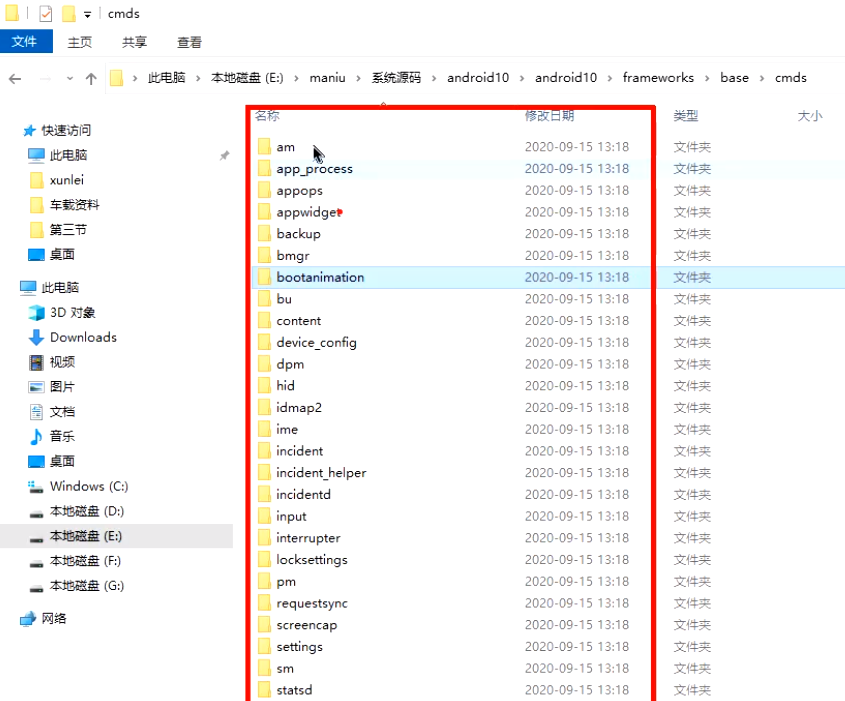 cmds
文件 主页 共享 查看
此电脑 › 本地磁盘 (E:) › maniu › 系统源码 › android10 › android10 › frameworks › base › cmds
快速访问
此电脑
xunlei
车载资料
第三节
桌面
此电脑
3D 对象
Downloads
视频
图片
文档
音乐
桌面
Windows (C:)
本地磁盘 (D:)
本地磁盘 (E:)
本地磁盘 (F:)
本地磁盘 (G:)
网络
名称 修改日期 类型 大小
am 2020-09-15 13:18 文件夹
app_process 2020-09-15 13:18 文件夹
appops 2020-09-15 13:18 文件夹
appwidget 2020-09-15 13:18 文件夹
backup 2020-09-15 13:18 文件夹
bmgr 2020-09-15 13:18 文件夹
bootanimation 2020-09-15 13:18 文件夹
bu 2020-09-15 13:18 文件夹
content 2020-09-15 13:18 文件夹
device_config 2020-09-15 13:18 文件夹
dpm 2020-09-15 13:18 文件夹
hid 2020-09-15 13:18 文件夹
idmap2 2020-09-15 13:18 文件夹
ime 2020-09-15 13:18 文件夹
incident 2020-09-15 13:18 文件夹
incident_helper 2020-09-15 13:18 文件夹
incidentd 2020-09-15 13:18 文件夹
input 2020-09-15 13:18 文件夹
interrupter 2020-09-15 13:18 文件夹
locksettings 2020-09-15 13:18 文件夹
pm 2020-09-15 13:18 文件夹
requestsync 2020-09-15 13:18 文件夹
screencap 2020-09-15 13:18 文件夹
settings 2020-09-15 13:18 文件夹
sm 2020-09-15 13:18 文件夹
statsd 2020-09-15 13:18 文件夹